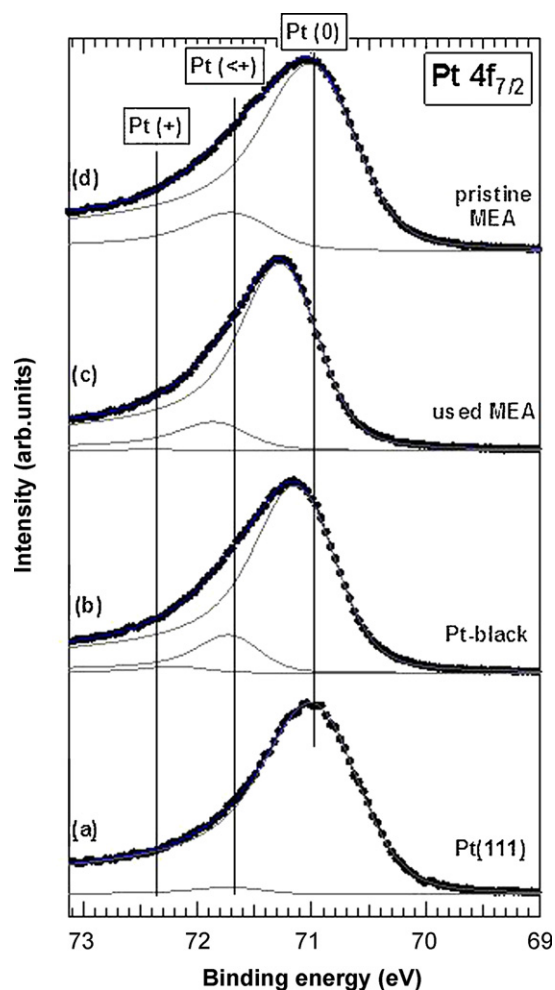 Pt (0)
Pt (<+)
Pt (+)
Pt 4f7/2
(d)
pristine
MEA
(c)
used MEA
(b)
Pt-black
(a)
Pt(111)
Intensity (arb.units)
73 72 71 70 69
Binding energy (eV)